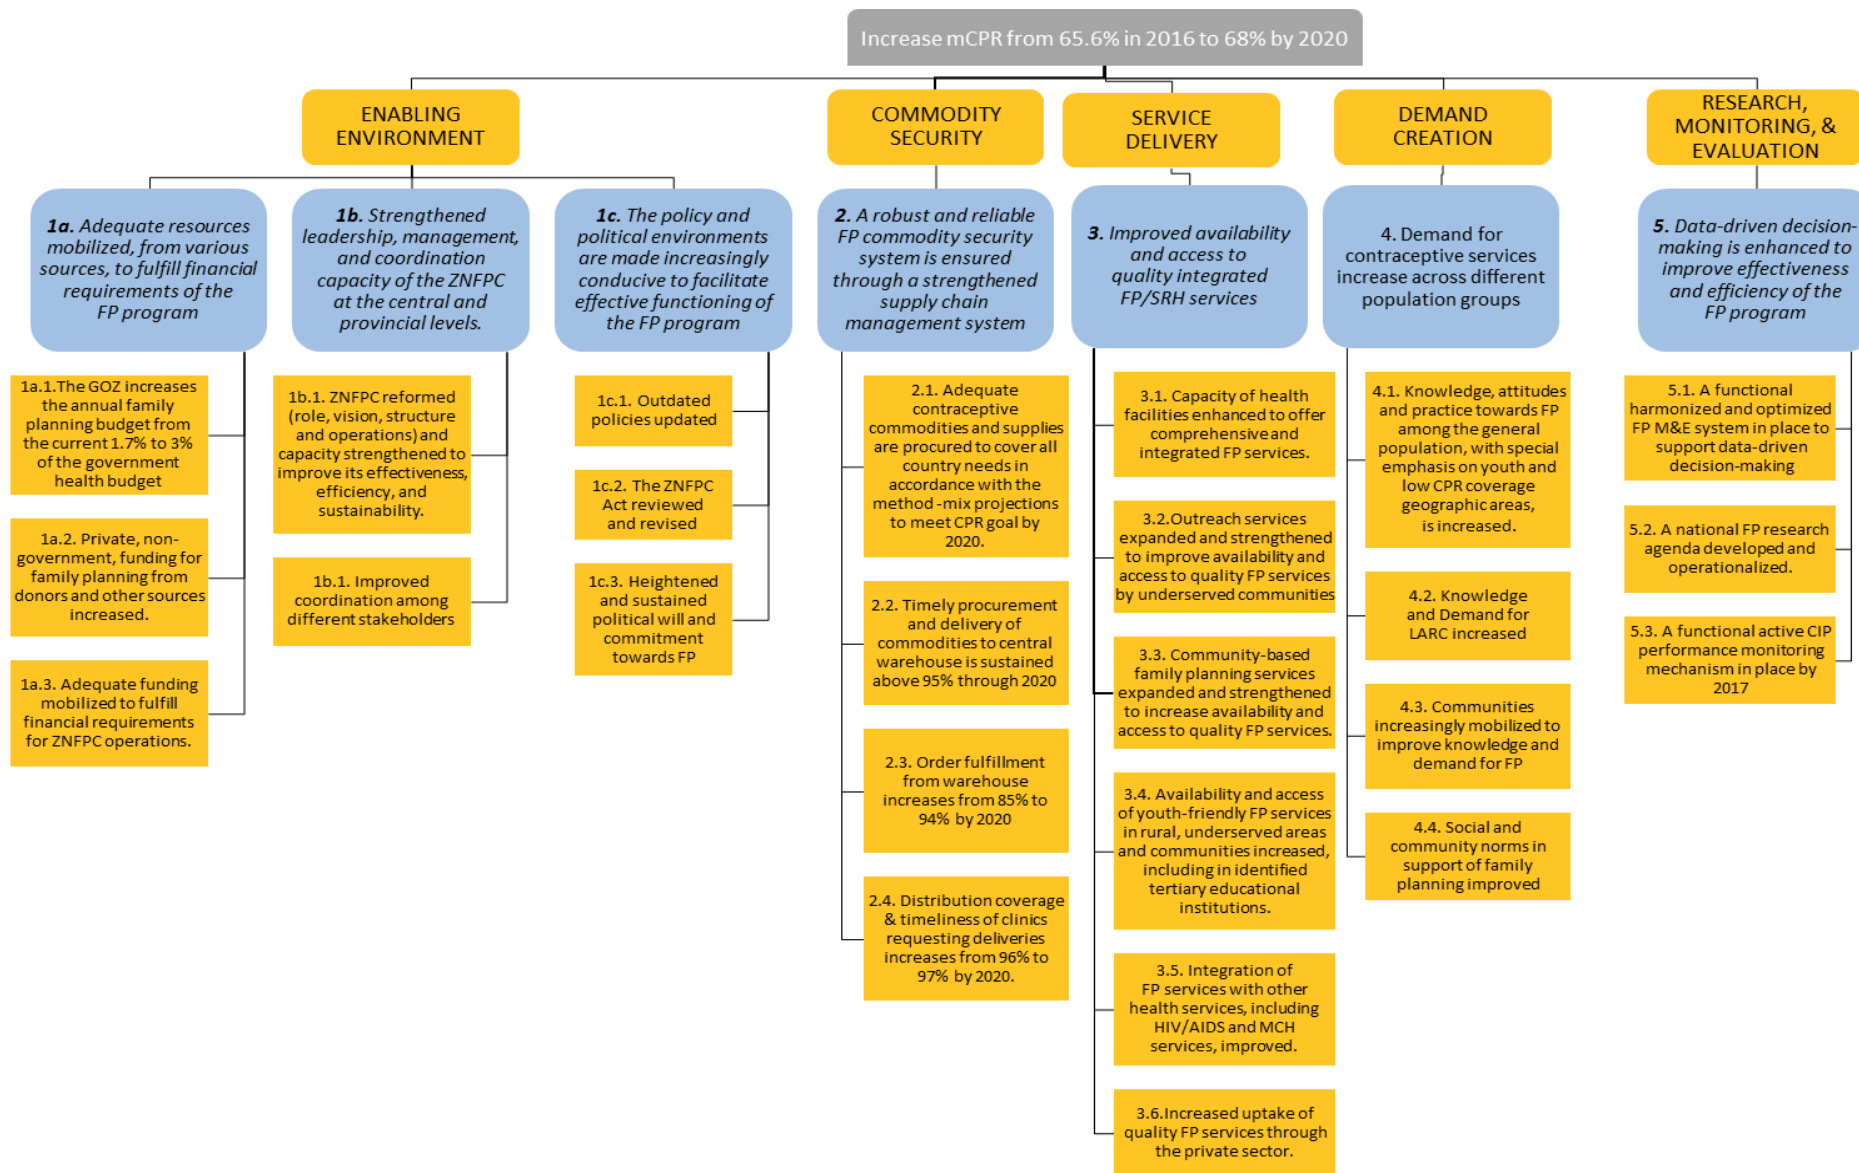 Increase mCPR from 65.6% in 2016 to 68% by 2020
ENABLING
ENVIRONMENT
COMMODITY
SECURITY
SERVICE
DELIVERY
DEMAND
CREATION
RESEARCH,
MONITORING, &
EVALUATION
1a. Adequate resources
mobilized, from various
sources, to fulfill financial
requirements of the
FP program
1b. Strengthened
leadership, management,
and coordination
capacity of the ZNFPC
at the central and
provincial levels.
1c. The policy and
political environments
are made increasingly
conducive to facilitate
effective functioning of
the FP program
2. A robust and reliable
FP commodity security
system is ensured
through a strengthened
supply chain
management system
3. Improved availability
and access to
quality integrated
FP/SRH services
4. Demand for
contraceptive services
increase across different
population groups
5. Data-driven decision-
making is enhanced to
improve effectiveness
and efficiency of the
FP program
1a.1.The GOZ increases
the annual family
planning budget from
the current 1.7% to 3%
of the government
health budget
1a.2. Private, non-
government, funding for
family planning from
donors and other sources
increased.
1a.3. Adequate funding
mobilized to fulfill
financial requirements
for ZNFPC operations.
1b.1. ZNFPC reformed
(role, vision, structure
and operations) and
capacity strengthened to
improve its effectiveness,
efficiency, and
sustainability.
1b.1. Improved
coordination among
different stakeholders
1c.1. Outdated
policies updated
1c.2. The ZNFPC
Act reviewed
and revised
1c.3. Heightened
and sustained
political will and
commitment
towards FP
2.1. Adequate
contraceptive
commodities and supplies
are procured to cover all
country needs in
accordance with the
method -mix projections
to meet CPR goal by
2020.
2.2. Timely procurement
and delivery of
commodities to central
warehouse is sustained
above 95% through 2020
2.3. Order fulfillment
from warehouse
increases from 85% to
94% by 2020
2.4. Distribution coverage
& timeliness of clinics
requesting deliveries
increases from 96% to
97% by 2020.
3.1. Capacity of health
facilities enhanced to offer
comprehensive and
integrated FP services.
3.2.Outreach services
expanded and strengthened
to improve availability and
access to quality FP services
by underserved communities
3.3. Community-based
family planning services
expanded and strengthened
to increase availability and
access to quality FP services.
3.4. Availability and access
of youth-friendly FP services
in rural, underserved areas
and communities increased,
including in identified
tertiary educational
institutions.
3.5. Integration of
FP services with other
health services, including
HIV/AIDS and MCH
services, improved.
3.6.Increased uptake of
quality FP services through
the private sector.
4.1. Knowledge, attitudes
and practice towards FP
among the general
population, with special
emphasis on youth and
low CPR coverage
geographic areas,
is increased.
4.2. Knowledge
and Demand for
LARC increased
4.3. Communities
increasingly mobilized to
improve knowledge and
demand for FP
4.4. Social and
community norms in
support of family
planning improved
5.1. A functional
harmonized and optimized
FP M&E system in place to
support data-driven
decision-making
5.2. A national FP research
agenda developed and
operationalized.
5.3. A functional active CIP
performance monitoring
mechanism in place by
2017